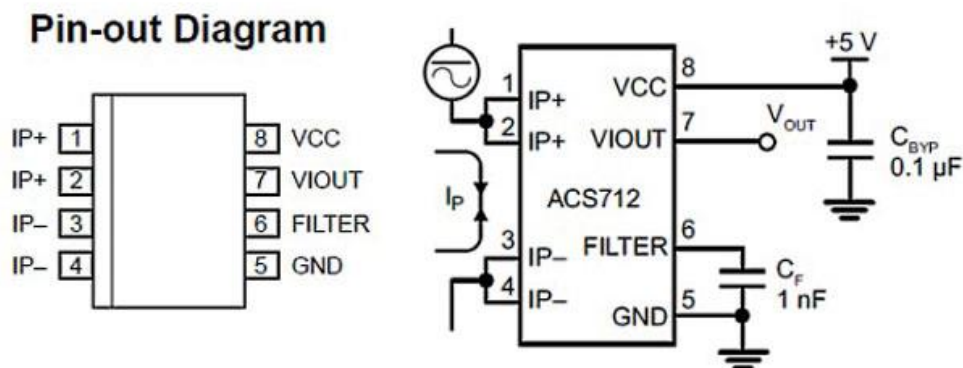 Pin-out Diagram
IP+ 1
IP+ 2
IP– 3
IP– 4
8 VCC
7 VIOUT
6 FILTER
5 GND
1 IP+
2 IP+
IP
3 IP–
4 IP–
ACS712
VCC 8
VIOUT 7
FILTER 6
GND 5
+5 V
VOUT
CBYP
0.1 µF
CF
1 nF